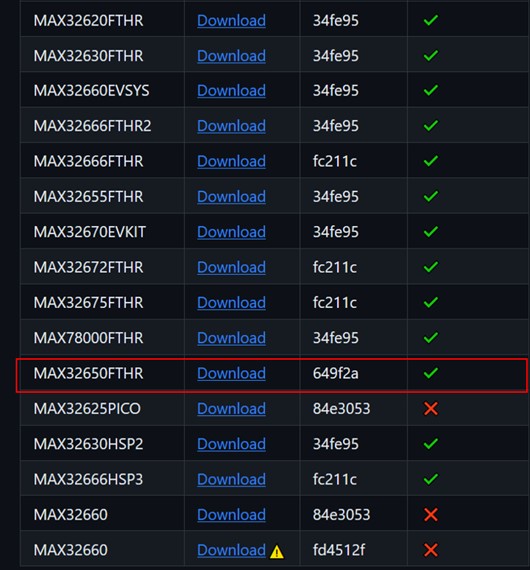 MAX32620FTHR Download 34fe95 ✓
MAX32630FTHR Download 34fe95 ✓
MAX32660EVSYS Download 34fe95 ✓
MAX32666FTHR2 Download 34fe95 ✓
MAX32666FTHR Download fc211c ✓
MAX32655FTHR Download 34fe95 ✓
MAX32670EVKIT Download 34fe95 ✓
MAX32672FTHR Download fc211c ✓
MAX32675FTHR Download fc211c ✓
MAX78000FTHR Download 34fe95 ✓
MAX32650FTHR Download 649f2a ✓
MAX32625PICO Download 84e3053 ❌
MAX32630HSP2 Download 34fe95 ✓
MAX32666HSP3 Download fc211c ✓
MAX32660 Download 84e3053 ❌
MAX32660 Download ⚠ fd4512f ❌